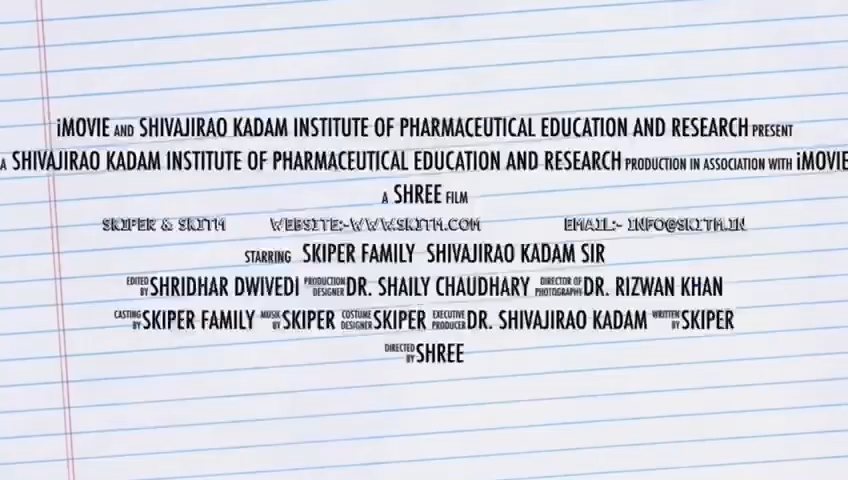 iMOVIE AND SHIVAJIRAO KADAM INSTITUTE OF PHARMACEUTICAL EDUCATION AND RESEARCH PRESENT
A SHIVAJIRAO KADAM INSTITUTE OF PHARMACEUTICAL EDUCATION AND RESEARCH PRODUCTION IN ASSOCIATION WITH iMOVIE
A SHREE FILM
SKIPER & SKITM WEBSITE:-WWW.SKITM.COM EMAIL:- INFO@SKITM.IN
STARRING SKIPER FAMILY SHIVAJIRAO KADAM SIR
EDITED BY SHRIDHAR DWIVEDI PRODUCTION DESIGNER DR. SHAILY CHAUDHARY DIRECTOR OF PHOTOGRAPHY DR. RIZWAN KHAN
CASTING BY SKIPER FAMILY MUSIK BY SKIPER COSTUME DESIGNER SKIPER EXECUTIVE PRODUCER DR. SHIVAJIRAO KADAM WRITTEN BY SKIPER
DIRECTED BY SHREE